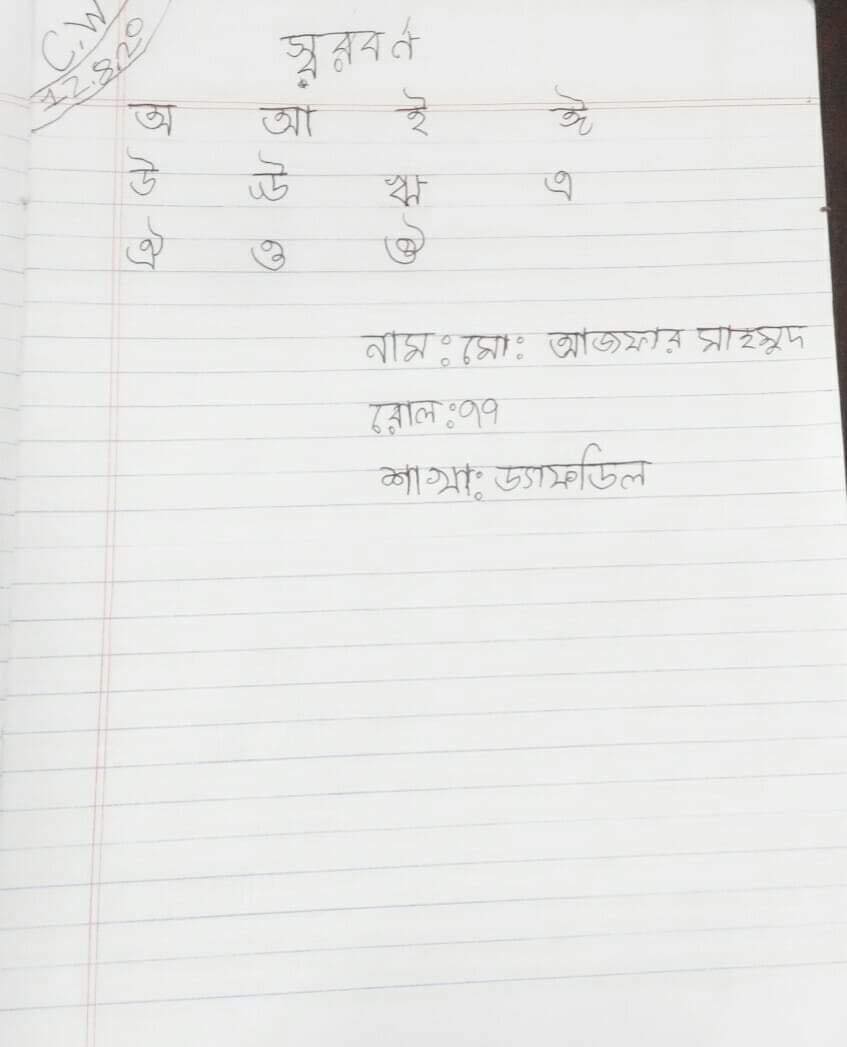 C.W
12.8.20
স্বরবর্ন
অ আ ই ঈ
উ ঊ ঋ এ
ঐ ও ঔ
নাম: মো: আজফার মাহমুদ
রোল: ৭৭
শাখা: ড্যাফডিল